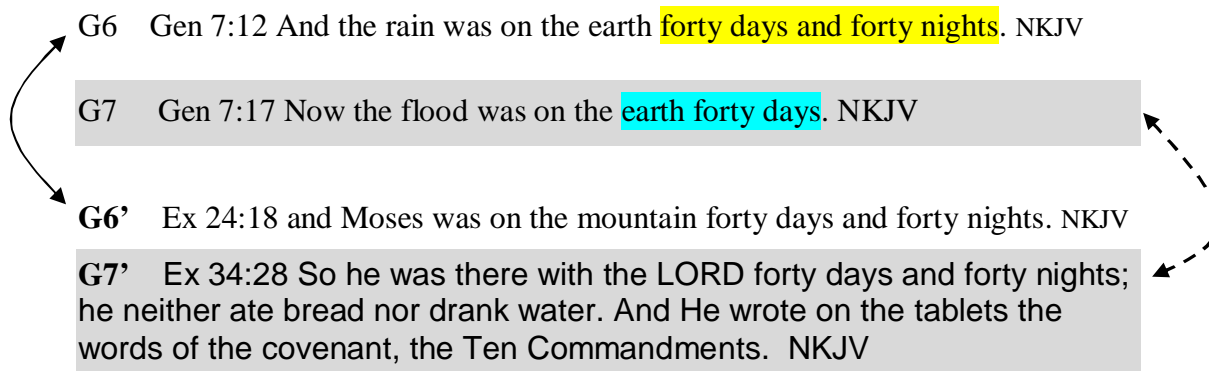 G6 Gen 7:12 And the rain was on the earth forty days and forty nights. NKJV
G7 Gen 7:17 Now the flood was on the earth forty days. NKJV
G6’ Ex 24:18 and Moses was on the mountain forty days and forty nights. NKJV
G7’ Ex 34:28 So he was there with the LORD forty days and forty nights;
he neither ate bread nor drank water. And He wrote on the tablets the
words of the covenant, the Ten Commandments. NKJV